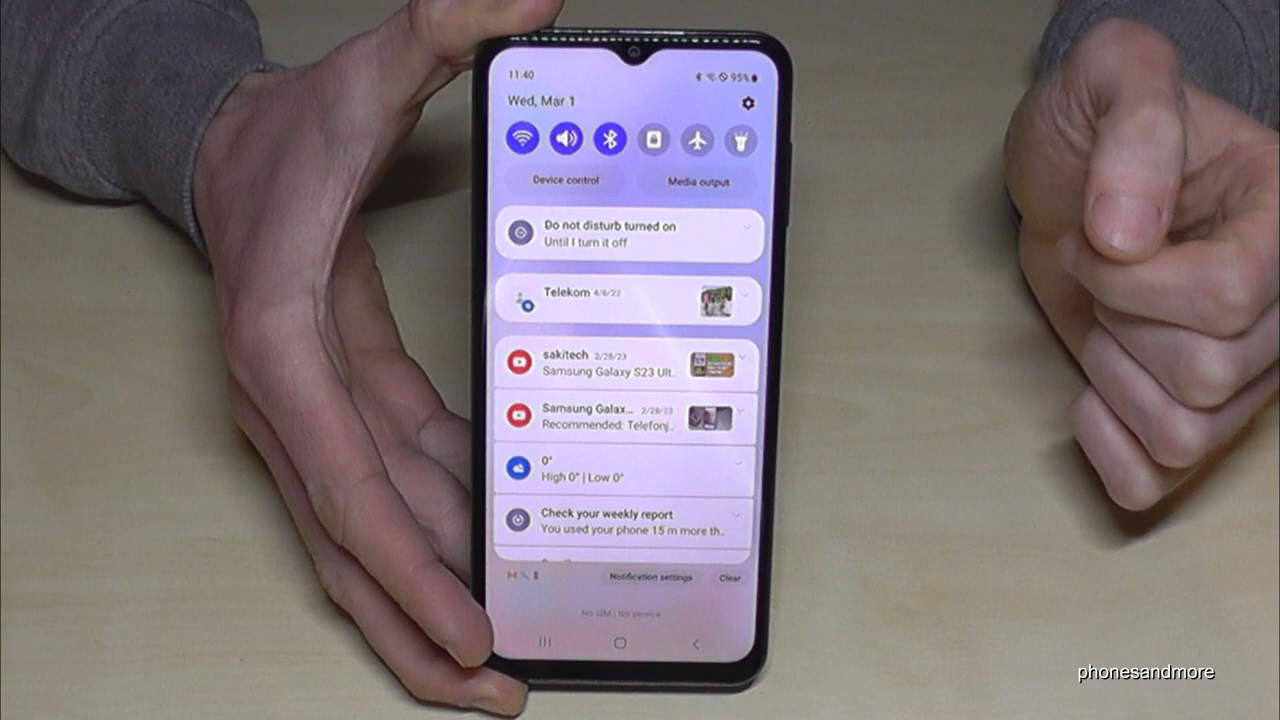 11:40
95%
Wed, Mar 1
Device control
Media output
Do not disturb turned on
Until I turn it off
Telekom 4/6/22
sakitech 2/28/23
Samsung Galaxy S23 Ult..
Samsung Galax... 2/28/23
Recommended: Telefonj..
0°
High 0° | Low 0°
Check your weekly report
You used your phone 15 m more th..
Notification settings
Clear
No SIM | No service
phonesandmore